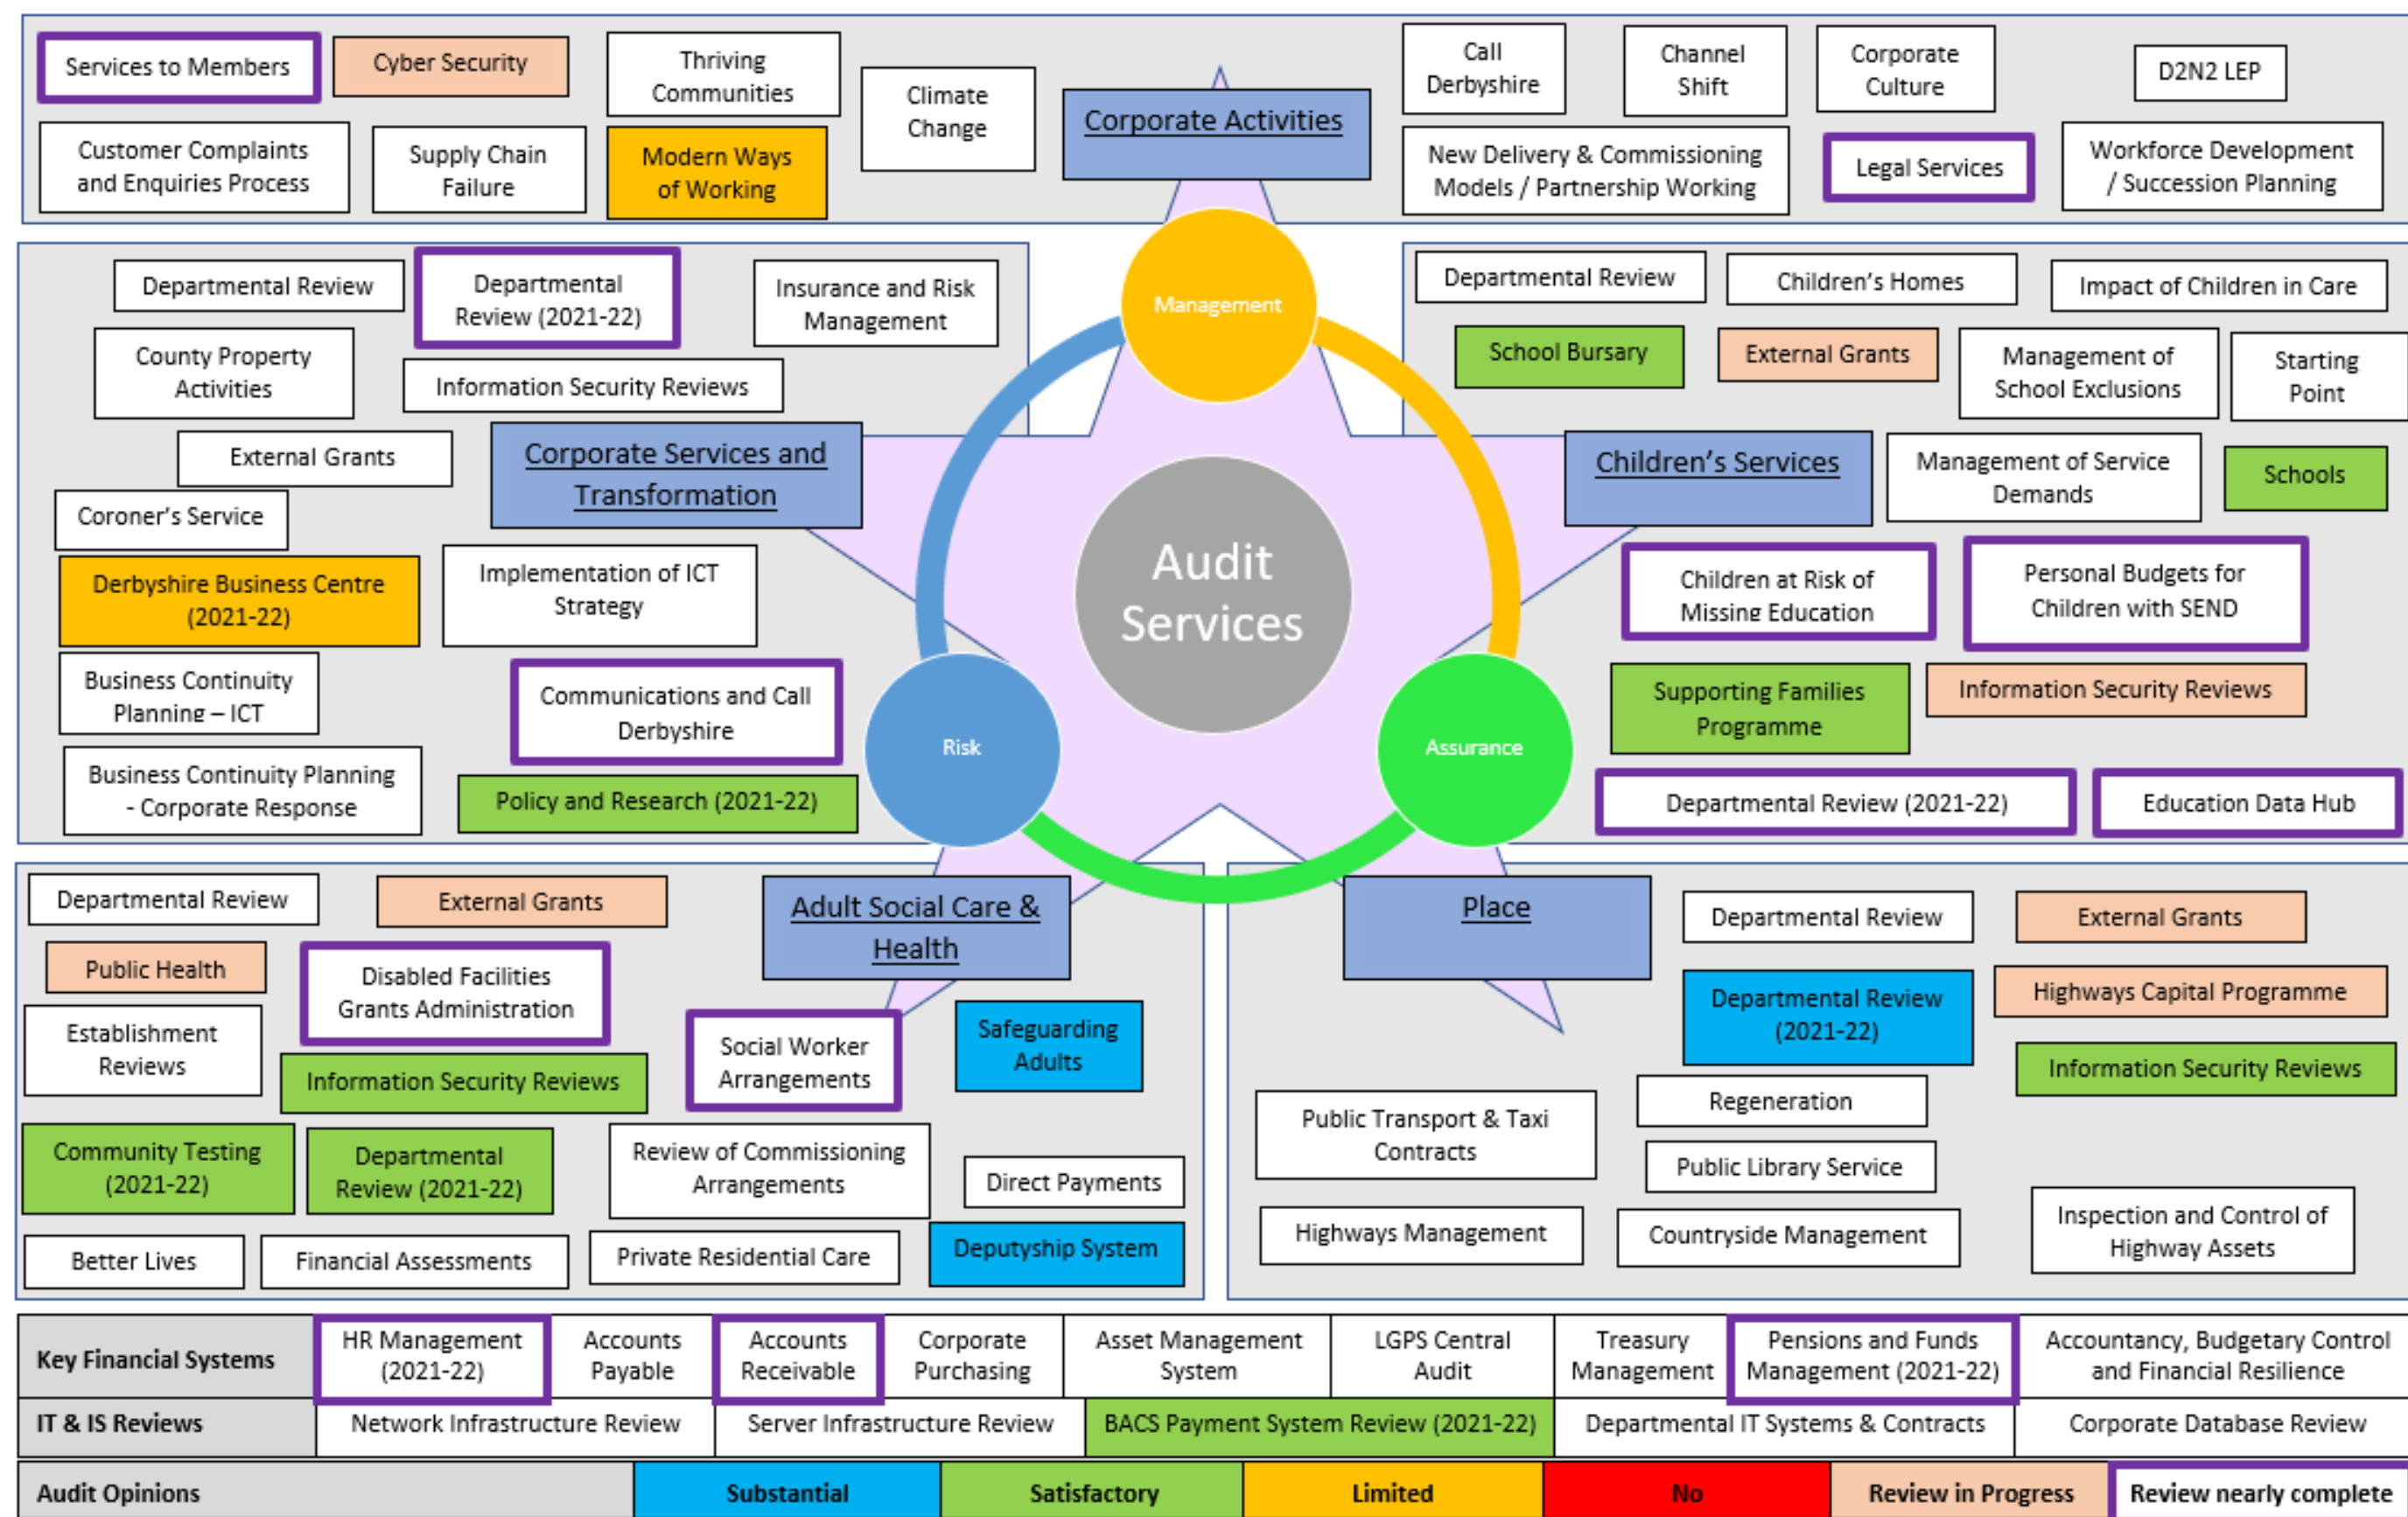 Services to Members
Cyber Security
Thriving
Communities
Climate
Change
Corporate Activities
Call
Derbyshire
Channel
Shift
Corporate
Culture
D2N2 LEP
Customer Complaints
and Enquiries Process
Supply Chain
Failure
Modern Ways
of Working
New Delivery & Commissioning
Models / Partnership Working
Legal Services
Workforce Development
/ Succession Planning
Management
Departmental Review
Departmental
Review (2021-22)
Insurance and Risk
Management
County Property
Activities
Information Security Reviews
External Grants
Corporate Services and
Transformation
Coroner's Service
Derbyshire Business Centre
(2021-22)
Implementation of ICT
Strategy
Business Continuity
Planning – ICT
Communications and Call
Derbyshire
Business Continuity Planning
- Corporate Response
Policy and Research (2021-22)
Risk
Audit
Services
Assurance
Departmental Review
Children's Homes
Impact of Children in Care
School Bursary
External Grants
Management of
School Exclusions
Starting
Point
Children's Services
Management of Service
Demands
Schools
Children at Risk of
Missing Education
Personal Budgets for
Children with SEND
Supporting Families
Programme
Information Security Reviews
Departmental Review (2021-22)
Education Data Hub
Departmental Review
External Grants
Adult Social Care &
Health
Public Health
Disabled Facilities
Grants Administration
Establishment
Reviews
Social Worker
Arrangements
Safeguarding
Adults
Information Security Reviews
Community Testing
(2021-22)
Departmental
Review (2021-22)
Review of Commissioning
Arrangements
Direct Payments
Better Lives
Financial Assessments
Private Residential Care
Deputyship System
Place
Departmental Review
External Grants
Departmental Review
(2021-22)
Highways Capital Programme
Information Security Reviews
Public Transport & Taxi
Contracts
Regeneration
Public Library Service
Highways Management
Countryside Management
Inspection and Control of
Highway Assets
Key Financial Systems
HR Management
(2021-22)
Accounts
Payable
Accounts
Receivable
Corporate
Purchasing
Asset Management
System
LGPS Central
Audit
Treasury
Management
Pensions and Funds
Management (2021-22)
Accountancy, Budgetary Control
and Financial Resilience
IT & IS Reviews
Network Infrastructure Review
Server Infrastructure Review
BACS Payment System Review (2021-22)
Departmental IT Systems & Contracts
Corporate Database Review
Audit Opinions
Substantial
Satisfactory
Limited
No
Review in Progress
Review nearly complete